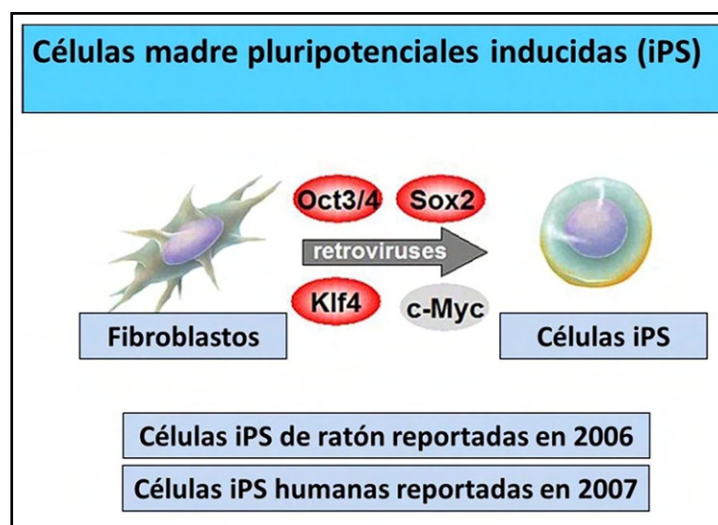 Células madre pluripotenciales inducidas (iPS)
Oct3/4 Sox2
retroviruses
Klf4 c-Myc
Fibroblastos Células iPS
Células iPS de ratón reportadas en 2006
Células iPS humanas reportadas en 2007